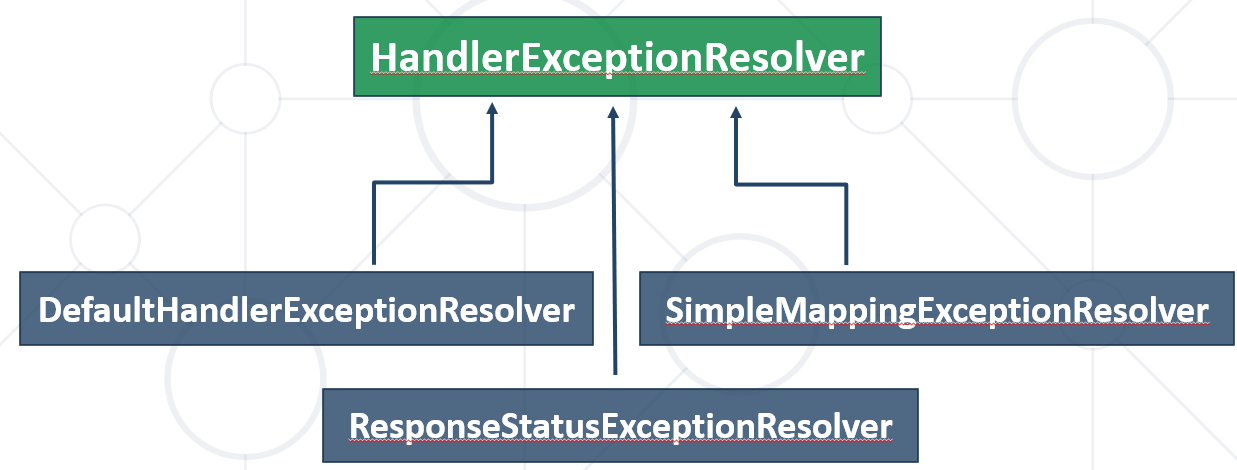 HandlerExceptionResolver
DefaultHandlerExceptionResolver
SimpleMappingExceptionResolver
ResponseStatusExceptionResolver